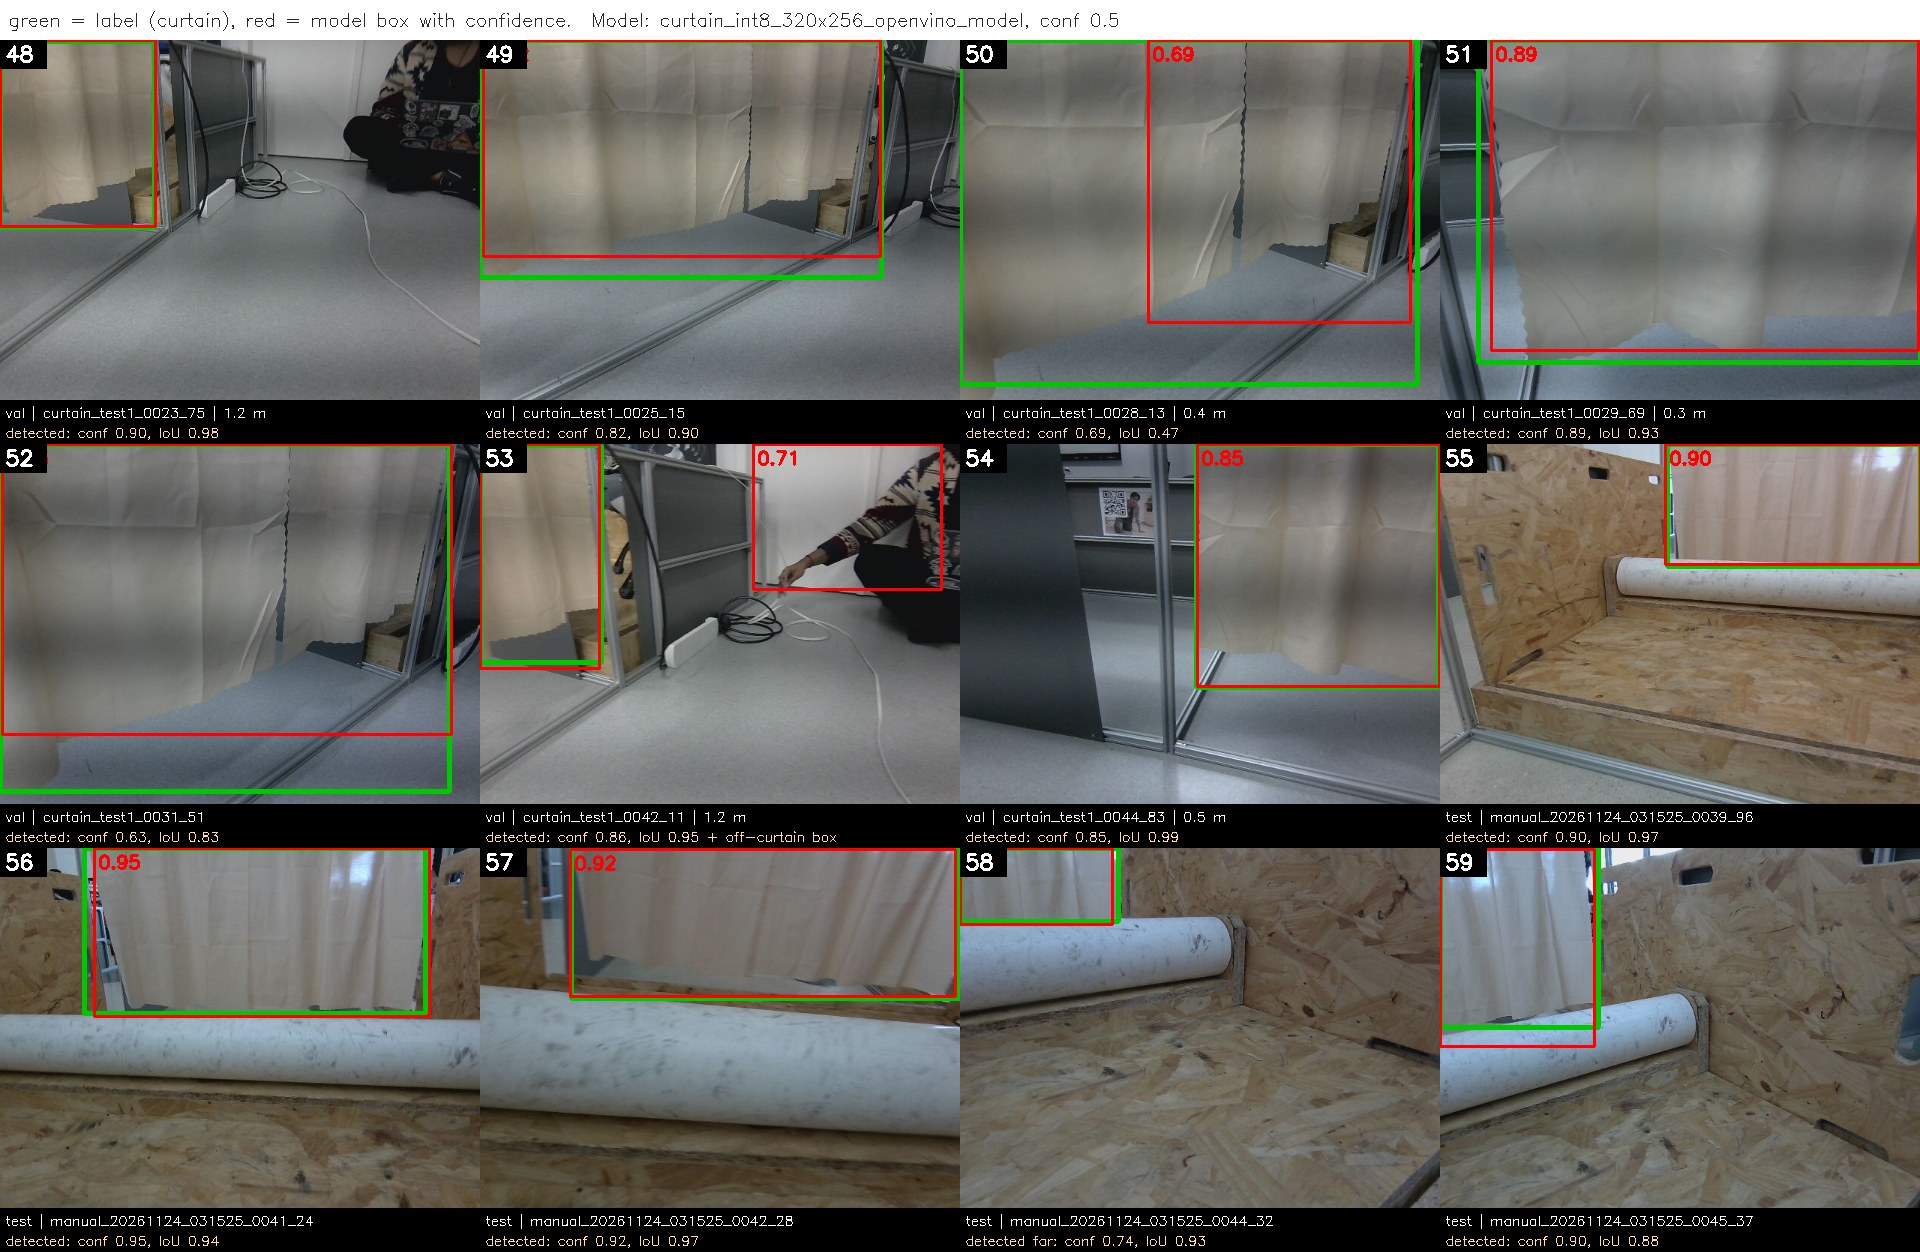 green = label (curtain), red = model box with confidence.  Model: curtain_int8_320x256_openvino_model, conf 0.5
48
49
50
0.69
51
0.89
val | curtain_test1_0023_75 | 1.2 m
detected: conf 0.90, IoU 0.98
val | curtain_test1_0025_15
detected: conf 0.82, IoU 0.90
val | curtain_test1_0028_13 | 0.4 m
detected: conf 0.69, IoU 0.47
val | curtain_test1_0029_69 | 0.3 m
detected: conf 0.89, IoU 0.93
52
53
0.71
54
0.85
55
0.90
val | curtain_test1_0031_51
detected: conf 0.63, IoU 0.83
val | curtain_test1_0042_11 | 1.2 m
detected: conf 0.86, IoU 0.95 + off-curtain box
val | curtain_test1_0044_83 | 0.5 m
detected: conf 0.85, IoU 0.99
test | manual_20261124_031525_0039_96
detected: conf 0.90, IoU 0.97
56
0.95
57
0.92
58
59
test | manual_20261124_031525_0041_24
detected: conf 0.95, IoU 0.94
test | manual_20261124_031525_0042_28
detected: conf 0.92, IoU 0.97
test | manual_20261124_031525_0044_32
detected far: conf 0.74, IoU 0.93
test | manual_20261124_031525_0045_37
detected: conf 0.90, IoU 0.88